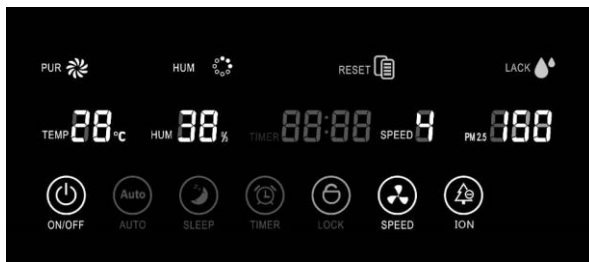 PUR HUM RESET LACK
TEMP 28 °C HUM 38 % TIMER 88:88 SPEED 4 PM2.5
Auto
ON/OFF AUTO SLEEP TIMER LOCK SPEED ION